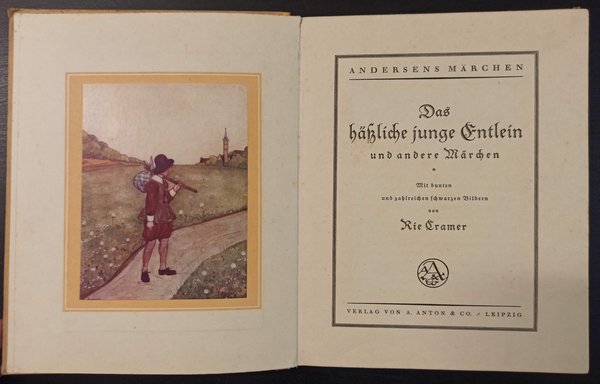 ANDERSENS MÄRCHEN
Das
häßliche junge Entlein
und andere Märchen
*
Mit bunten
und zahlreichen schwarzen Bildern
von
Rie Cramer
A A & Co
VERLAG VON A. ANTON & CO. / LEIPZIG